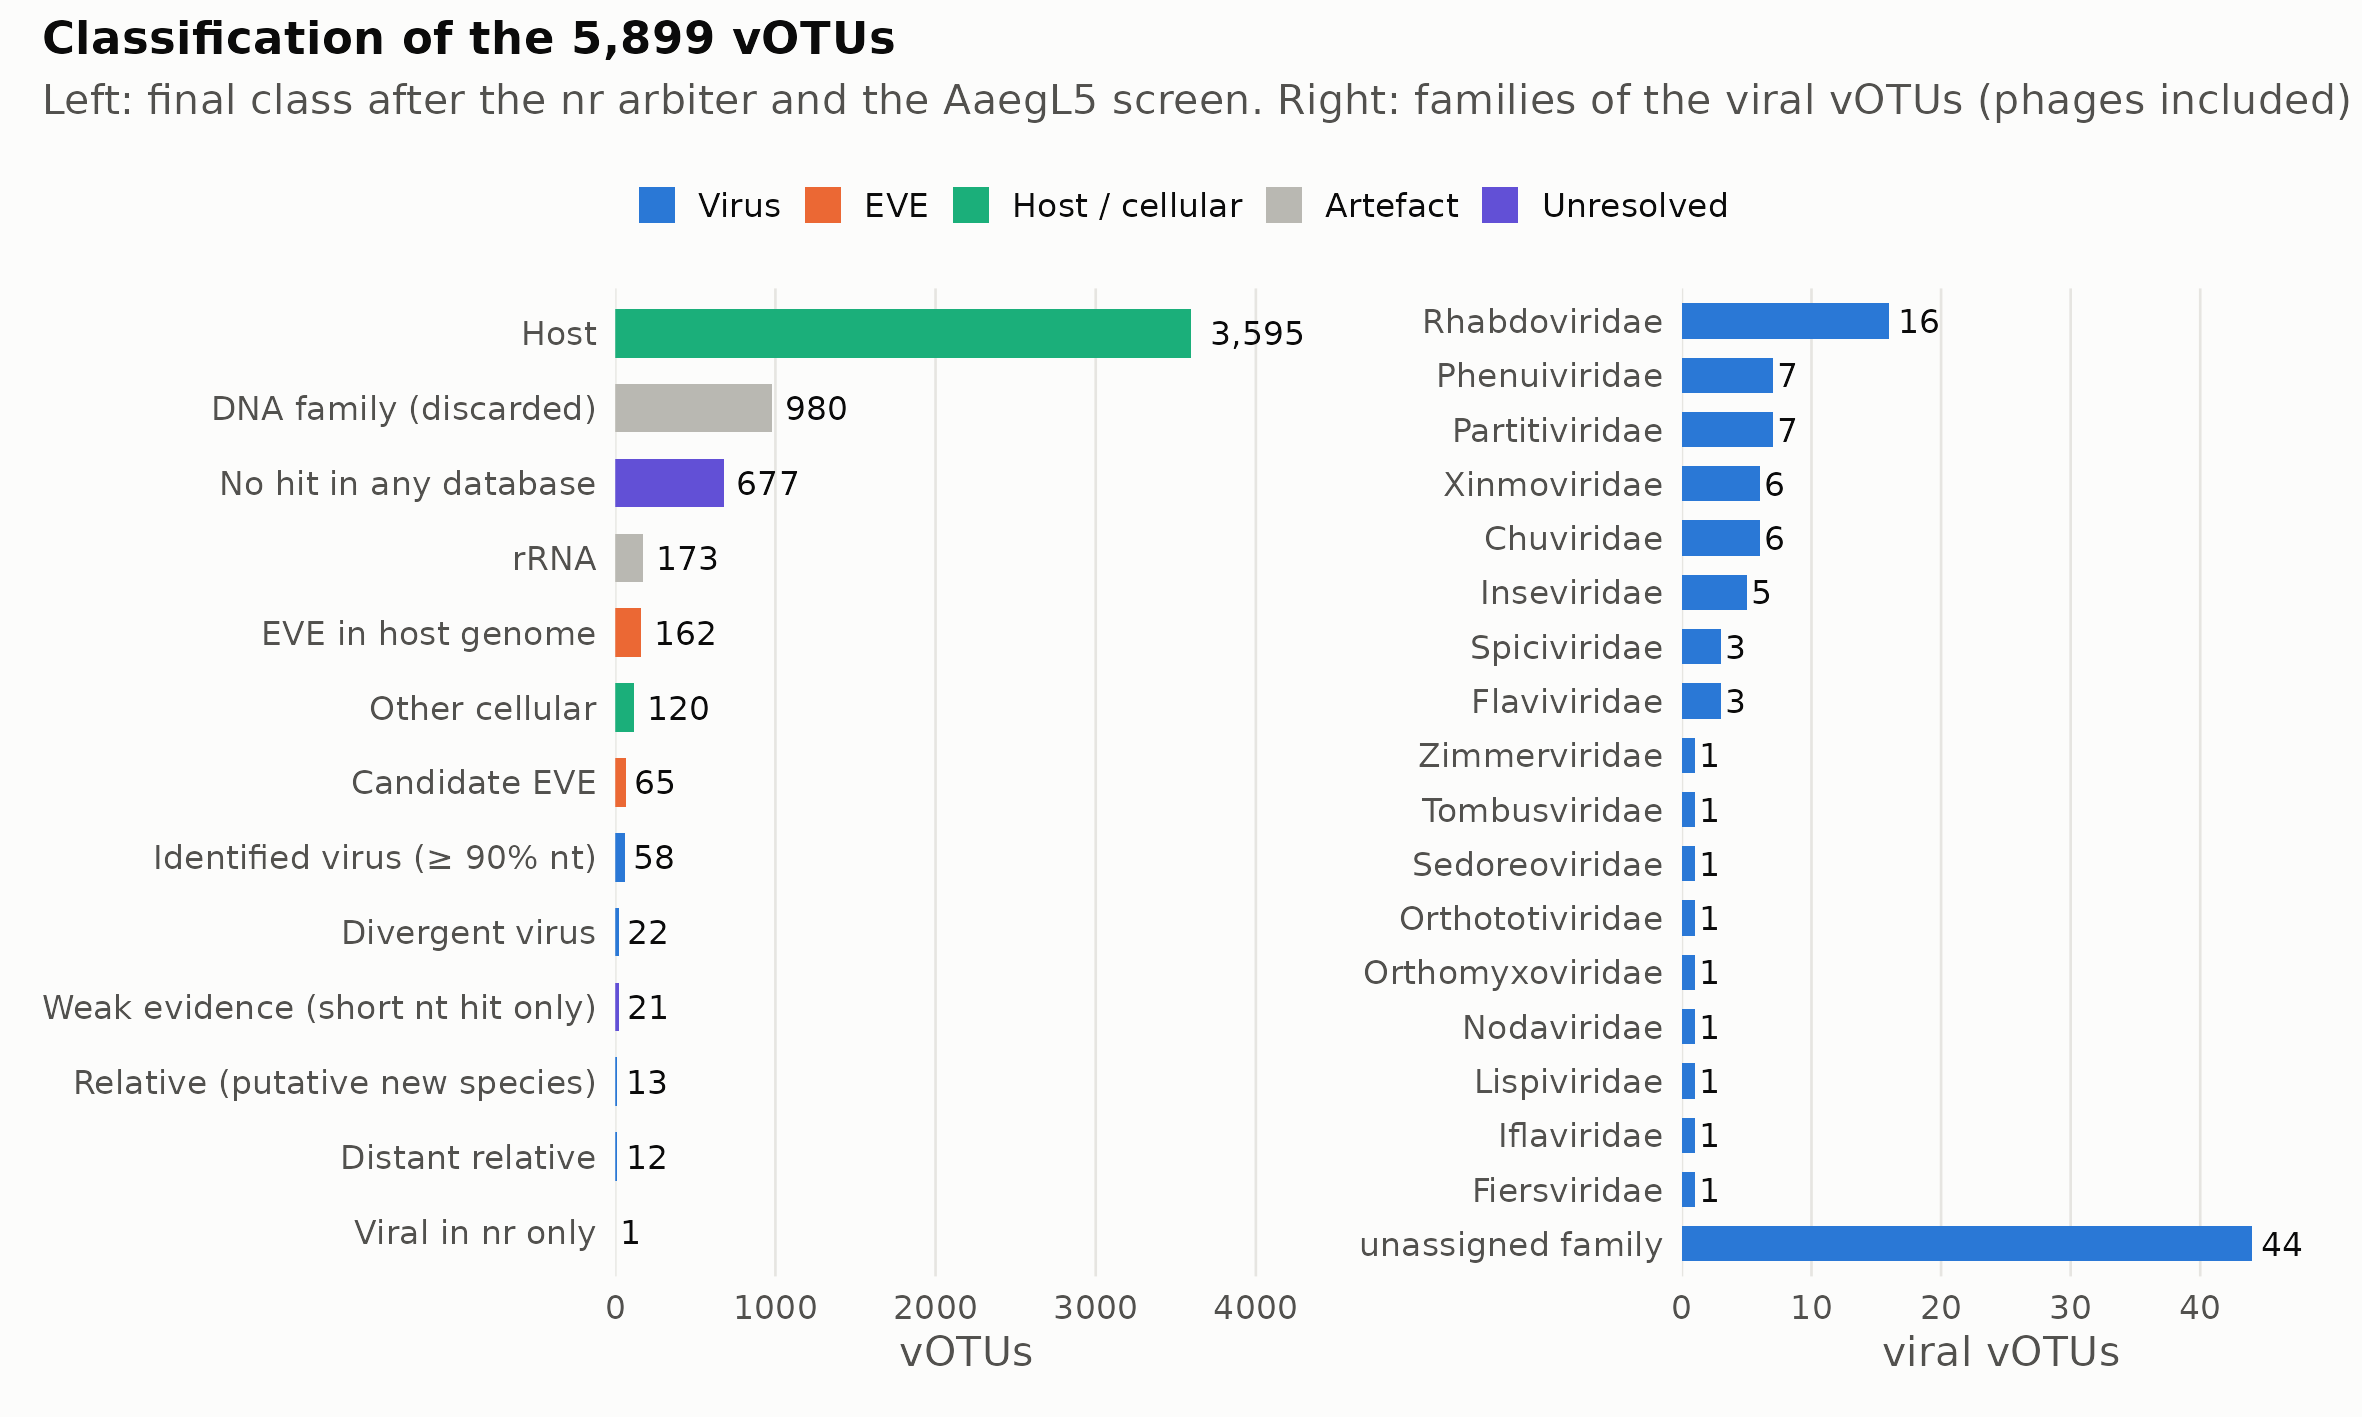 Classification of the 5,899 vOTUs
Left: final class after the nr arbiter and the AaegL5 screen. Right: families of the viral vOTUs (phages included)
Virus
EVE
Host / cellular
Artefact
Unresolved
Host 3,595
DNA family (discarded) 980
No hit in any database 677
rRNA 173
EVE in host genome 162
Other cellular 120
Candidate EVE 65
Identified virus (≥ 90% nt) 58
Divergent virus 22
Weak evidence (short nt hit only) 21
Relative (putative new species) 13
Distant relative 12
Viral in nr only 1
0 1000 2000 3000 4000
vOTUs
Rhabdoviridae 16
Phenuiviridae 7
Partitiviridae 7
Xinmoviridae 6
Chuviridae 6
Inseviridae 5
Spiciviridae 3
Flaviviridae 3
Zimmerviridae 1
Tombusviridae 1
Sedoreoviridae 1
Orthototiviridae 1
Orthomyxoviridae 1
Nodaviridae 1
Lispiviridae 1
Iflaviridae 1
Fiersviridae 1
unassigned family 44
0 10 20 30 40
viral vOTUs